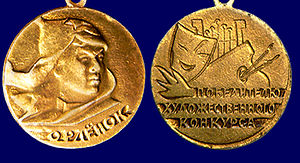 ОРЛЁНОК
ПОБЕДИТЕЛЮ
ХУДОЖЕСТВЕННОГО
КОНКУРСА